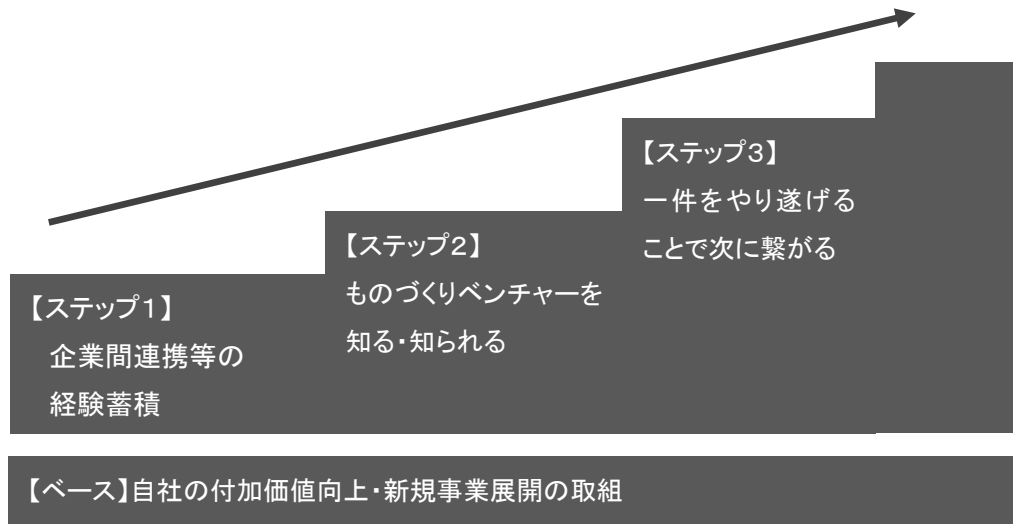 【ステップ1】
企業間連携等の
経験蓄積
【ステップ2】
ものづくりベンチャーを
知る・知られる
【ステップ3】
一件をやり遂げる
ことで次に繋がる
【ベース】自社の付加価値向上・新規事業展開の取組